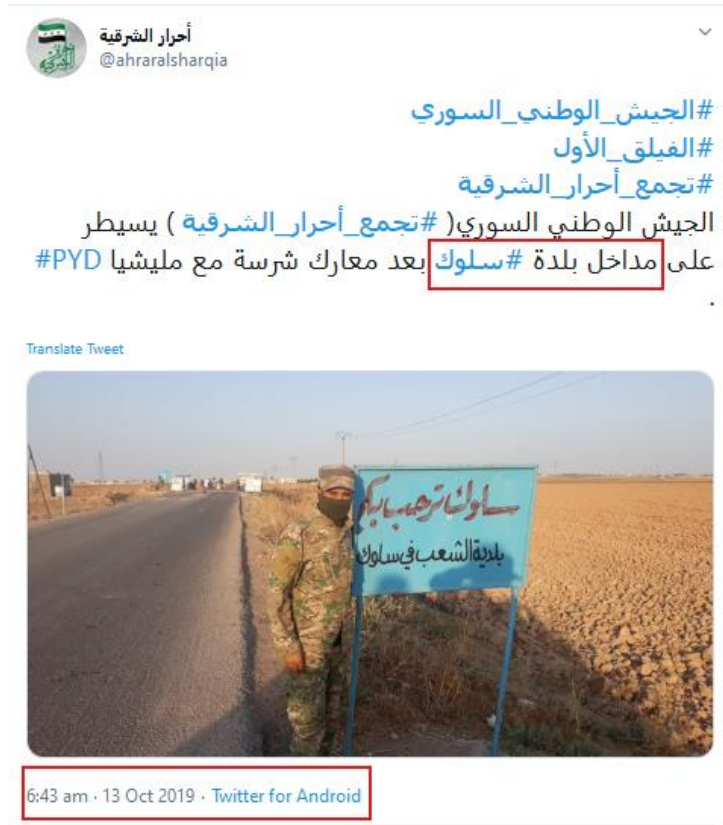 أحرار الشرقية
@ahraralsharqia
#الجيش_الوطني_السوري
#الفيلق_الأول
#تجمع_أحرار_الشرقية
الجيش الوطني السوري( #تجمع_أحرار_الشرقية ) يسيطر
على مداخل بلدة #سلوك بعد معارك شرسة مع مليشيا PYD#
.
Translate Tweet
سلوك ترحب بكم
بلدية الشعب في سلوك
6:43 am · 13 Oct 2019 · Twitter for Android